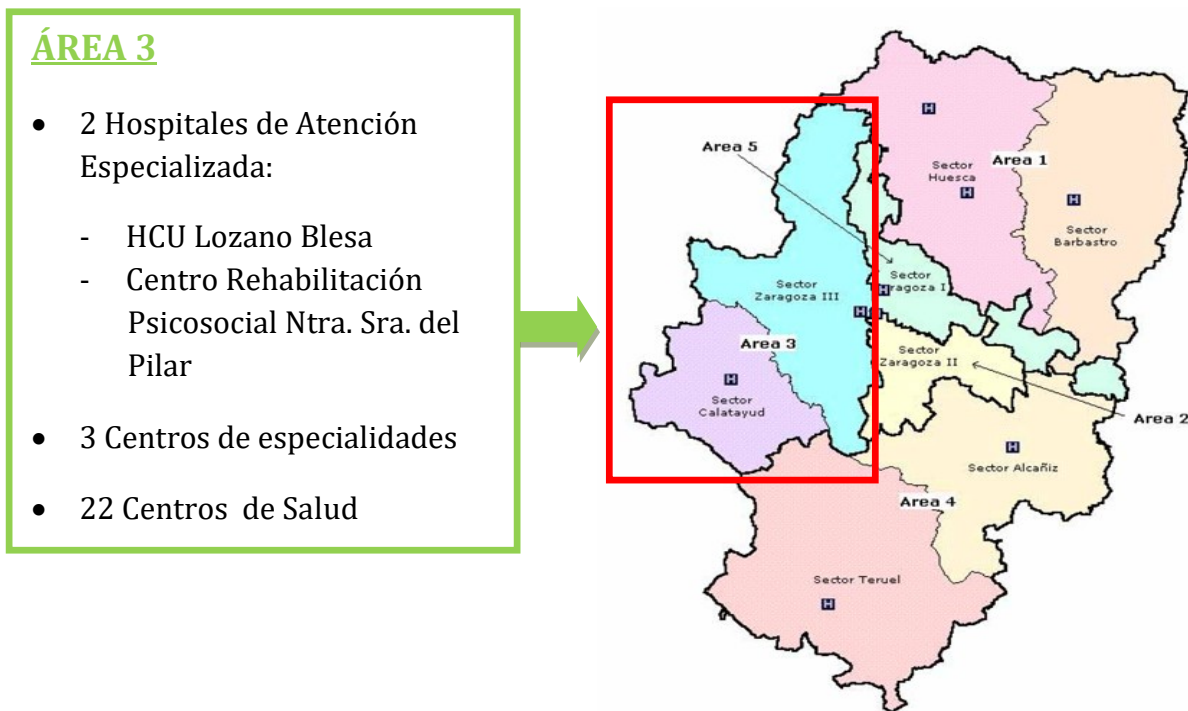 ÁREA 3
• 2 Hospitales de Atención
Especializada:
- HCU Lozano Blesa
- Centro Rehabilitación
Psicosocial Ntra. Sra. del
Pilar
• 3 Centros de especialidades
• 22 Centros de Salud
Area 5
Sector
Huesca
Area 1
H
H
H
Sector
Barbastro
Sector
Zaragoza III
Sector
H
H
Area 3
Sector
Zaragoza II
H
Sector
Calatayud
Area 2
H
Sector Alcañiz
Area 4
Sector Teruel
H